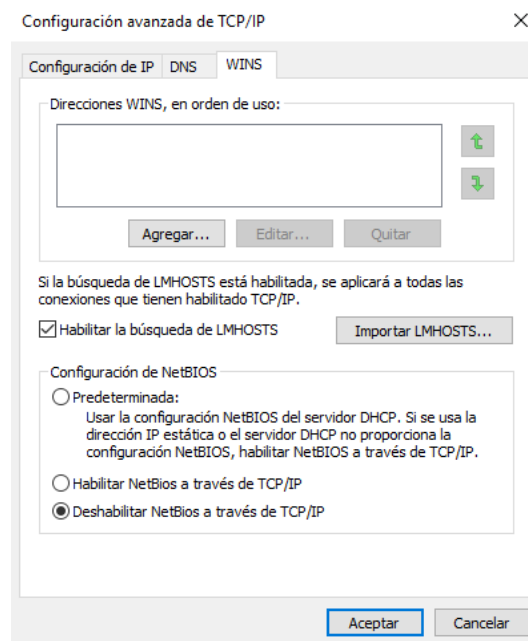 Configuración avanzada de TCP/IP
Configuración de IP DNS WINS
Direcciones WINS, en orden de uso:
Agregar... Editar... Quitar
Si la búsqueda de LMHOSTS está habilitada, se aplicará a todas las
conexiones que tienen habilitado TCP/IP.
Habilitar la búsqueda de LMHOSTS Importar LMHOSTS...
Configuración de NetBIOS
Predeterminada:
Usar la configuración NetBIOS del servidor DHCP. Si se usa la
dirección IP estática o el servidor DHCP no proporciona la
configuración NetBIOS, habilitar NetBIOS a través de TCP/IP.
Habilitar NetBios a través de TCP/IP
Deshabilitar NetBios a través de TCP/IP
Aceptar Cancelar